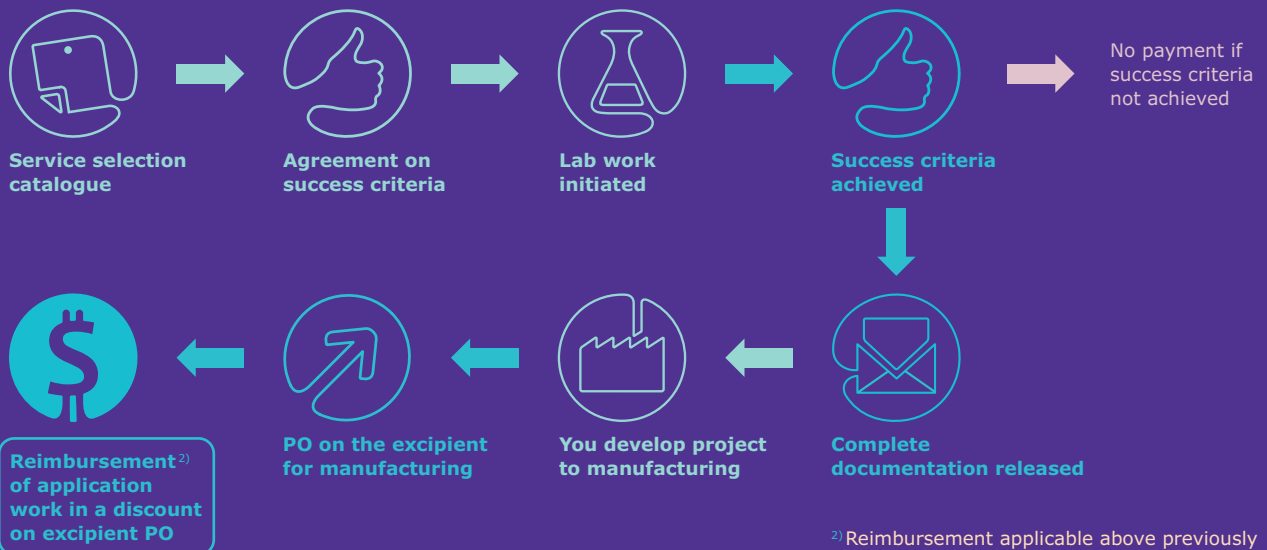 Service selection
catalogue
Agreement on
success criteria
Lab work
initiated
Success criteria
achieved
No payment if
success criteria
not achieved
Reimbursement 2)
of application
work in a discount
on excipient PO
PO on the excipient
for manufacturing
You develop project
to manufacturing
Complete
documentation released
2) Reimbursement applicable above previously